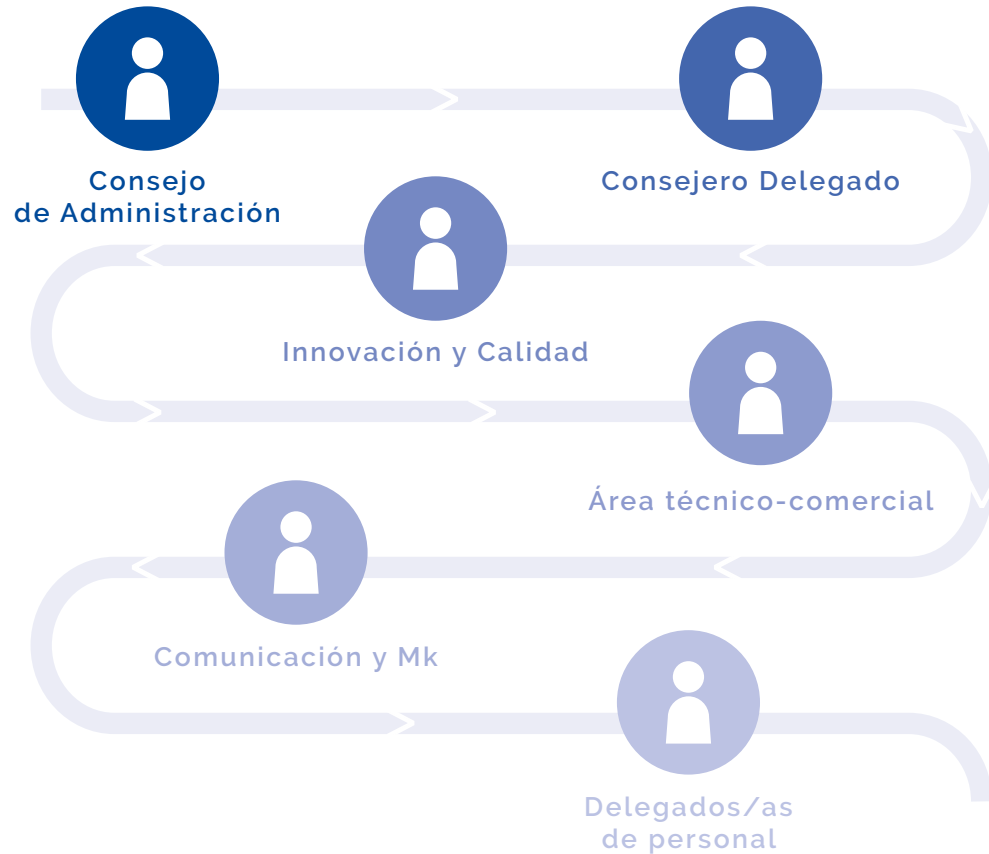 Consejo
de Administración
Consejero Delegado
Innovación y Calidad
Área técnico-comercial
Comunicación y Mk
Delegados/as
de personal